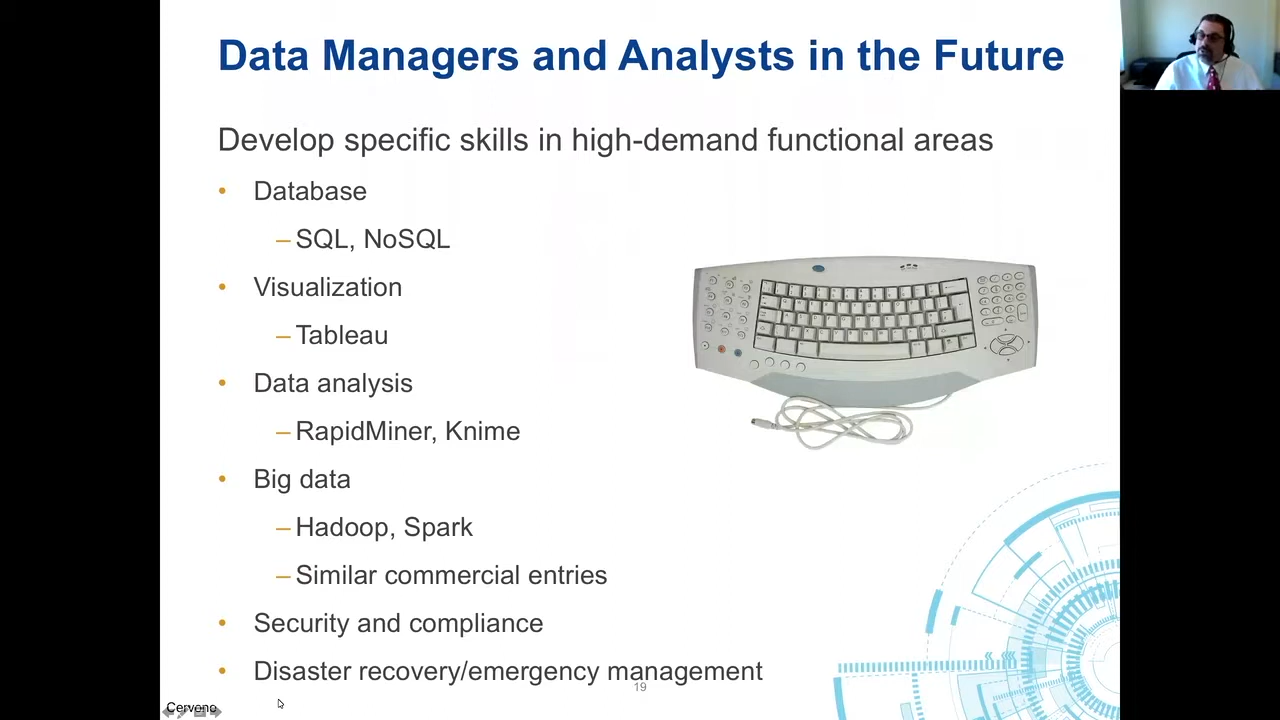 Data Managers and Analysts in the Future
Develop specific skills in high-demand functional areas
• Database
– SQL, NoSQL
• Visualization
– Tableau
• Data analysis
– RapidMiner, Knime
• Big data
– Hadoop, Spark
– Similar commercial entries
• Security and compliance
• Disaster recovery/emergency management
19
Cerveno